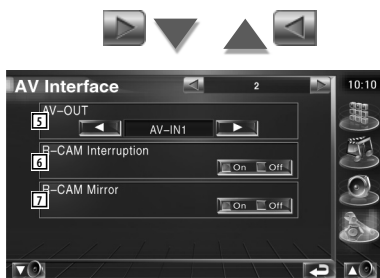 AV Interface
2
10:10
5
AV-OUT
AV-IN1
6
R-CAM Interruption
On Off
7
R-CAM Mirror
On Off